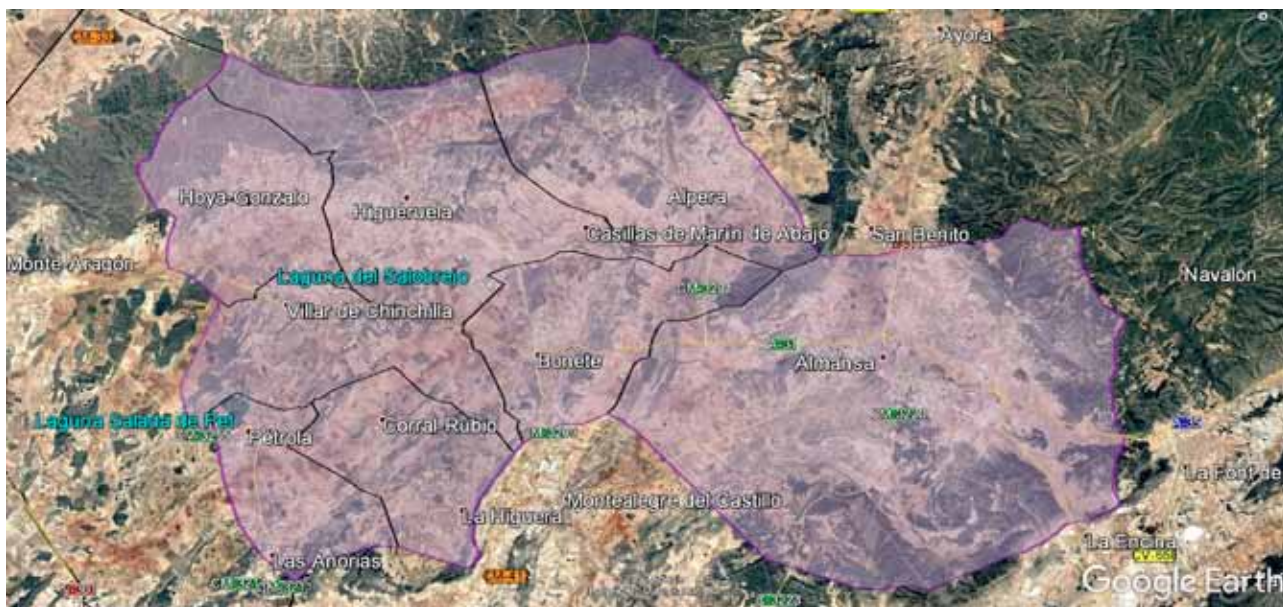 Ayora
Hoya-Gonzalo
Higueruela
Alpera
Casillas de Marín de Abajo
San Benito
Monte-Aragón
Laguna del Salobrejo
Navalón
Villar de Chinchilla
Bonete
Almansa
Laguna Salada de Pet
Pétrola
Corral-Rubio
La Font de
Montealegre del Castillo
La Higuera
La Encina
Las Anorias
Google Earth